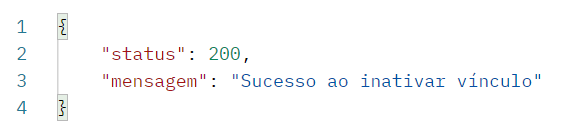 1 {
2 "status": 200,
3 "mensagem": "Sucesso ao inativar vínculo"
4 }